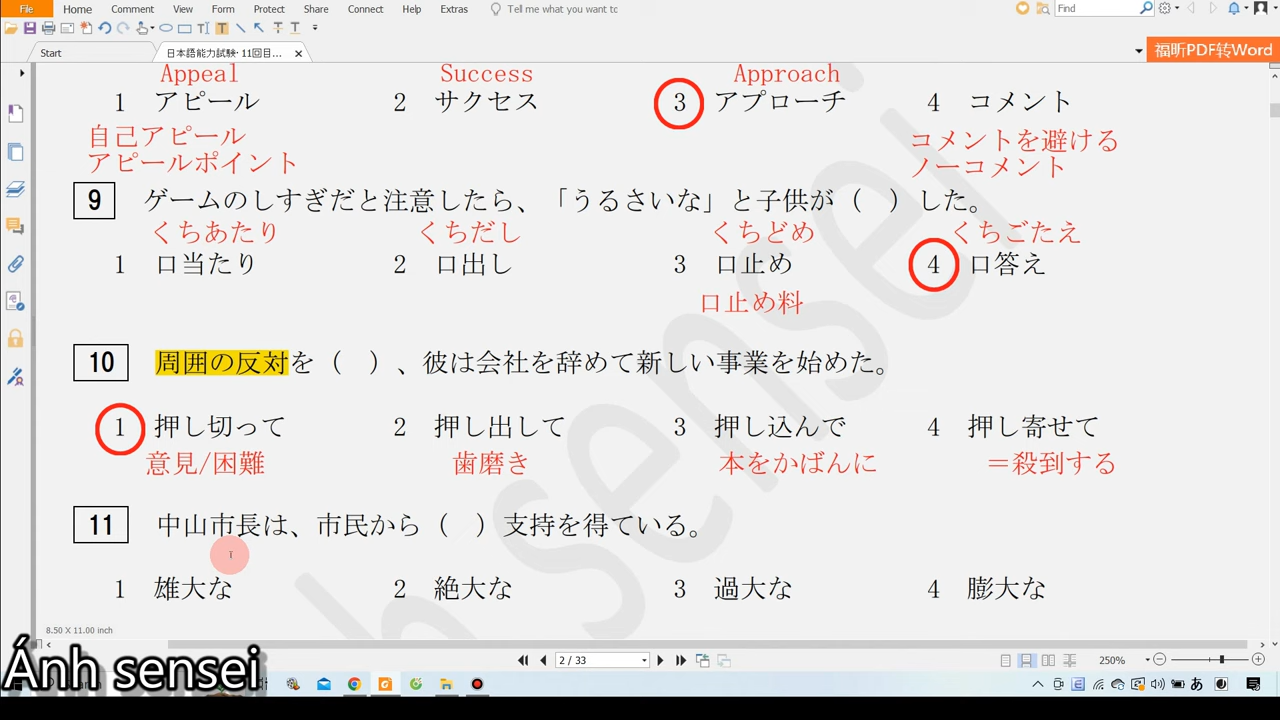 File Home Comment View Form Protect Share Connect Help Extras Tell me what you want to Find
Start 日本語能力試験· 11回目... 福昕PDF转Word
Appeal Success Approach
1 アピール 2 サクセス 3 アプローチ 4 コメント
自己アピール コメントを避ける
アピールポイント ノーコメント
9 ゲームのしすぎだと注意したら、「うるさいな」と子供が（ ）した。
くちあたり くちだし くちどめ くちごたえ
1 口当たり 2 口出し 3 口止め 4 口答え
口止め料
10 周囲の反対を（ ）、彼は会社を辞めて新しい事業を始めた。
1 押し切って 2 押し出して 3 押し込んで 4 押し寄せて
意見/困難 歯磨き 本をかばんに ＝殺到する
11 中山市長は、市民から（ ）支持を得ている。
1 雄大な 2 絶大な 3 過大な 4 膨大な
8.50 X 11.00 inch
2 / 33 250%
Ánh sensei
あ
h sensei